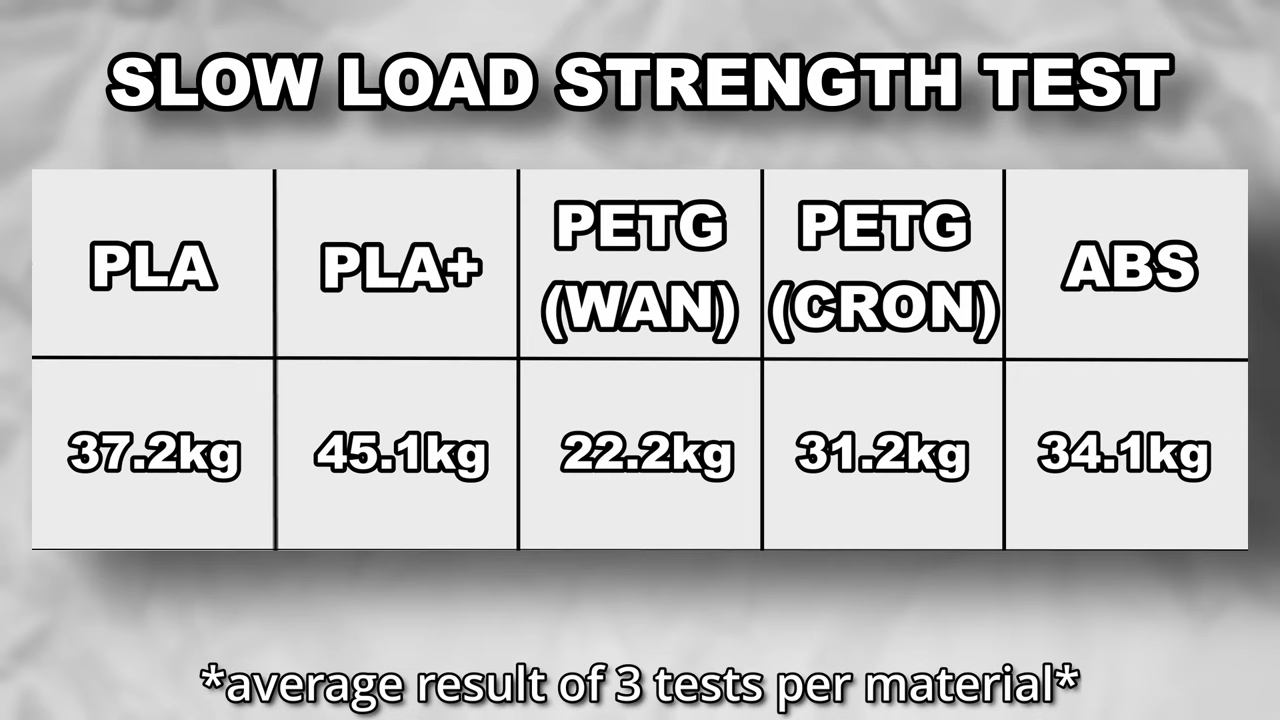 SLOW LOAD STRENGTH TEST
PLA
PLA+
PETG
(WAN)
PETG
(CRON)
ABS
37.2kg
45.1kg
22.2kg
31.2kg
34.1kg
*average result of 3 tests per material*